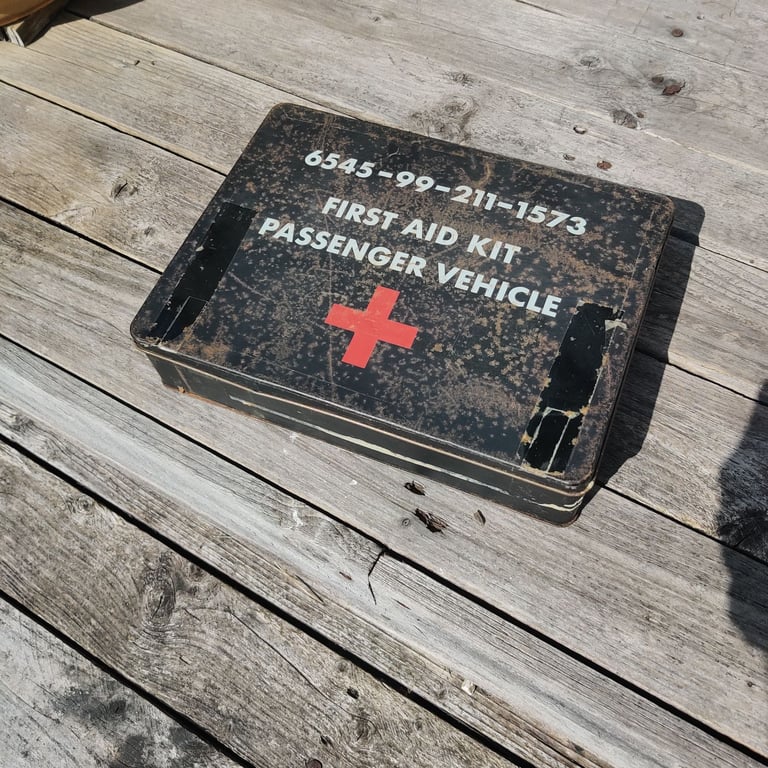 6545-99-211-1573
FIRST AID KIT
PASSENGER VEHICLE